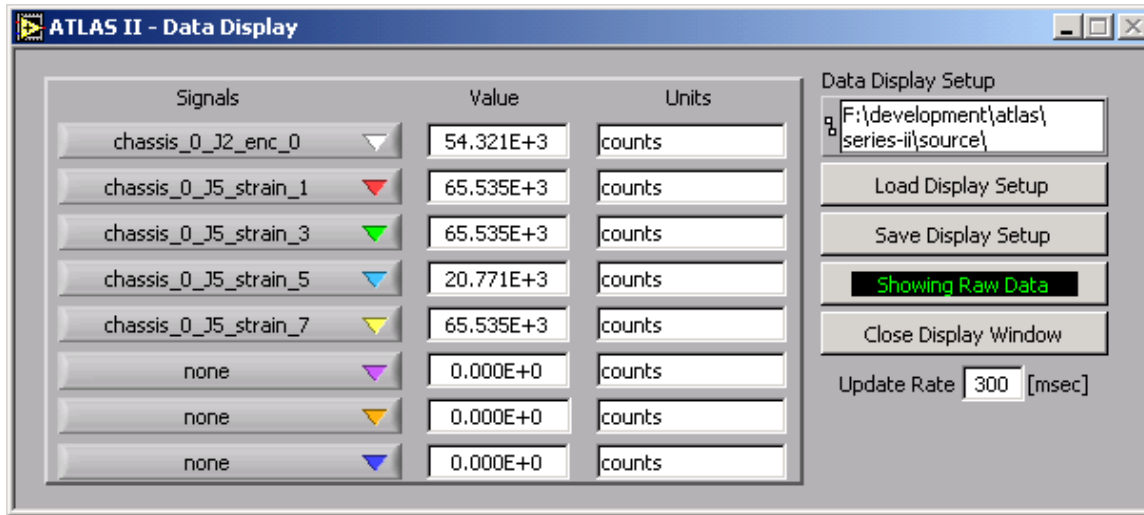 ATLAS II - Data Display
Signals Value Units
chassis_0_J2_enc_0 54.321E+3 counts
chassis_0_J5_strain_1 65.535E+3 counts
chassis_0_J5_strain_3 65.535E+3 counts
chassis_0_J5_strain_5 20.771E+3 counts
chassis_0_J5_strain_7 65.535E+3 counts
none 0.000E+0 counts
none 0.000E+0 counts
none 0.000E+0 counts
Data Display Setup
F:\development\atlas\
series-ii\source\
Load Display Setup
Save Display Setup
Showing Raw Data
Close Display Window
Update Rate 300 [msec]